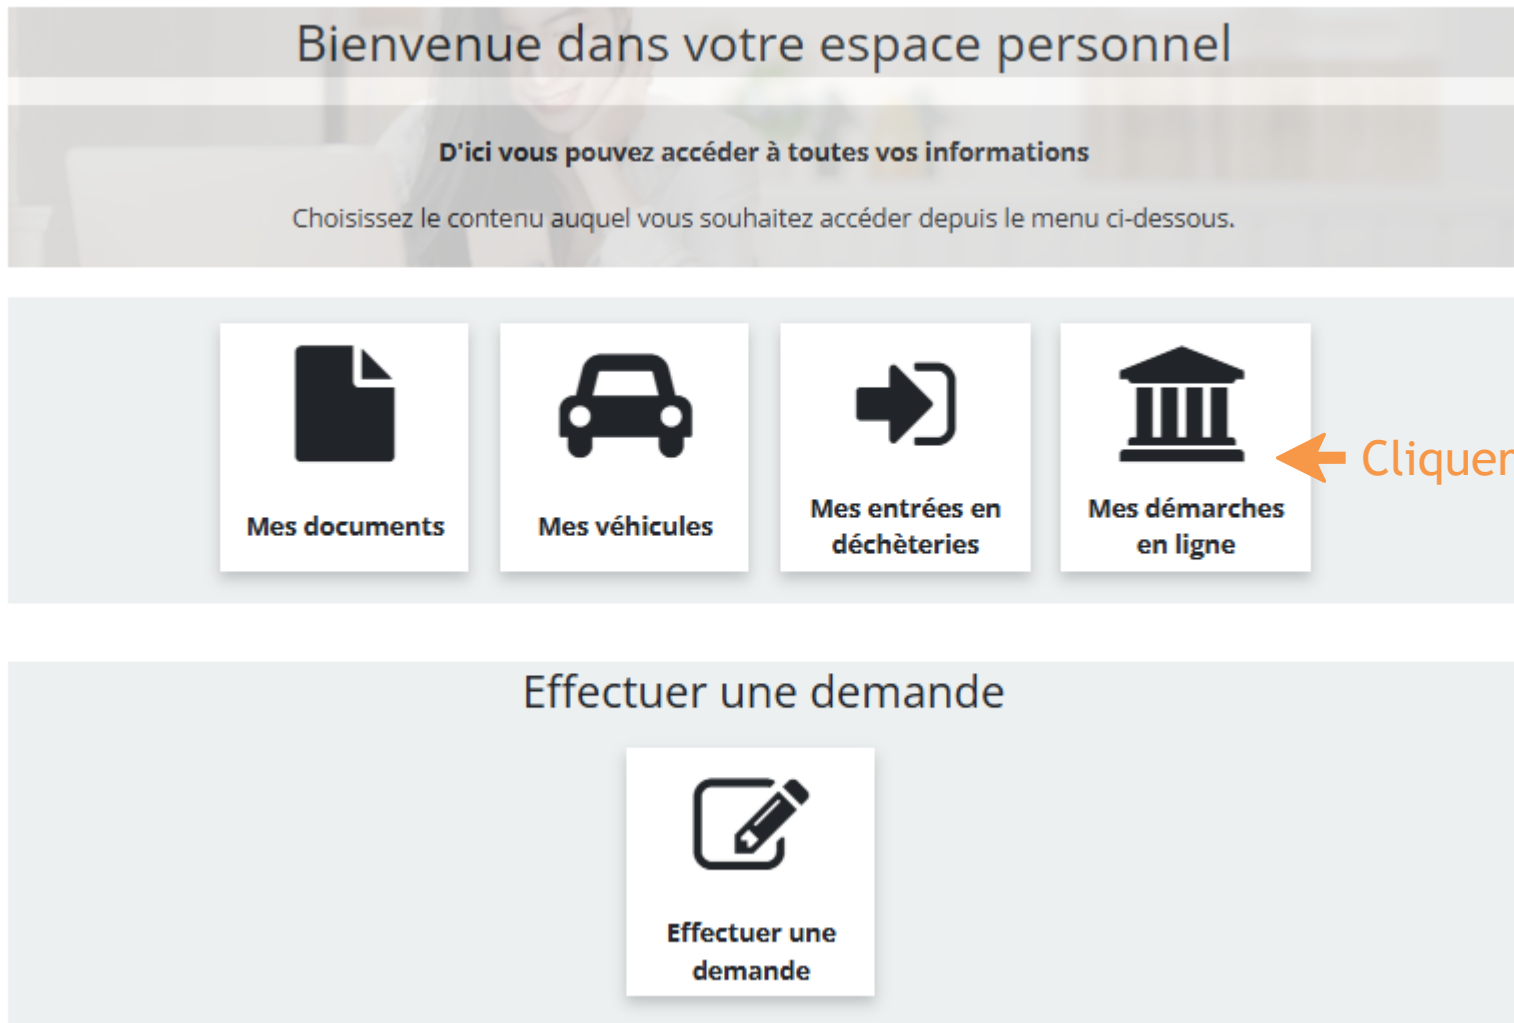 Bienvenue dans votre espace personnel
D'ici vous pouvez accéder à toutes vos informations
Choisissez le contenu auquel vous souhaitez accéder depuis le menu ci-dessous.
Mes documents
Mes véhicules
Mes entrées en
déchèteries
Mes démarches
en ligne
Cliquer
Effectuer une demande
Effectuer une
demande